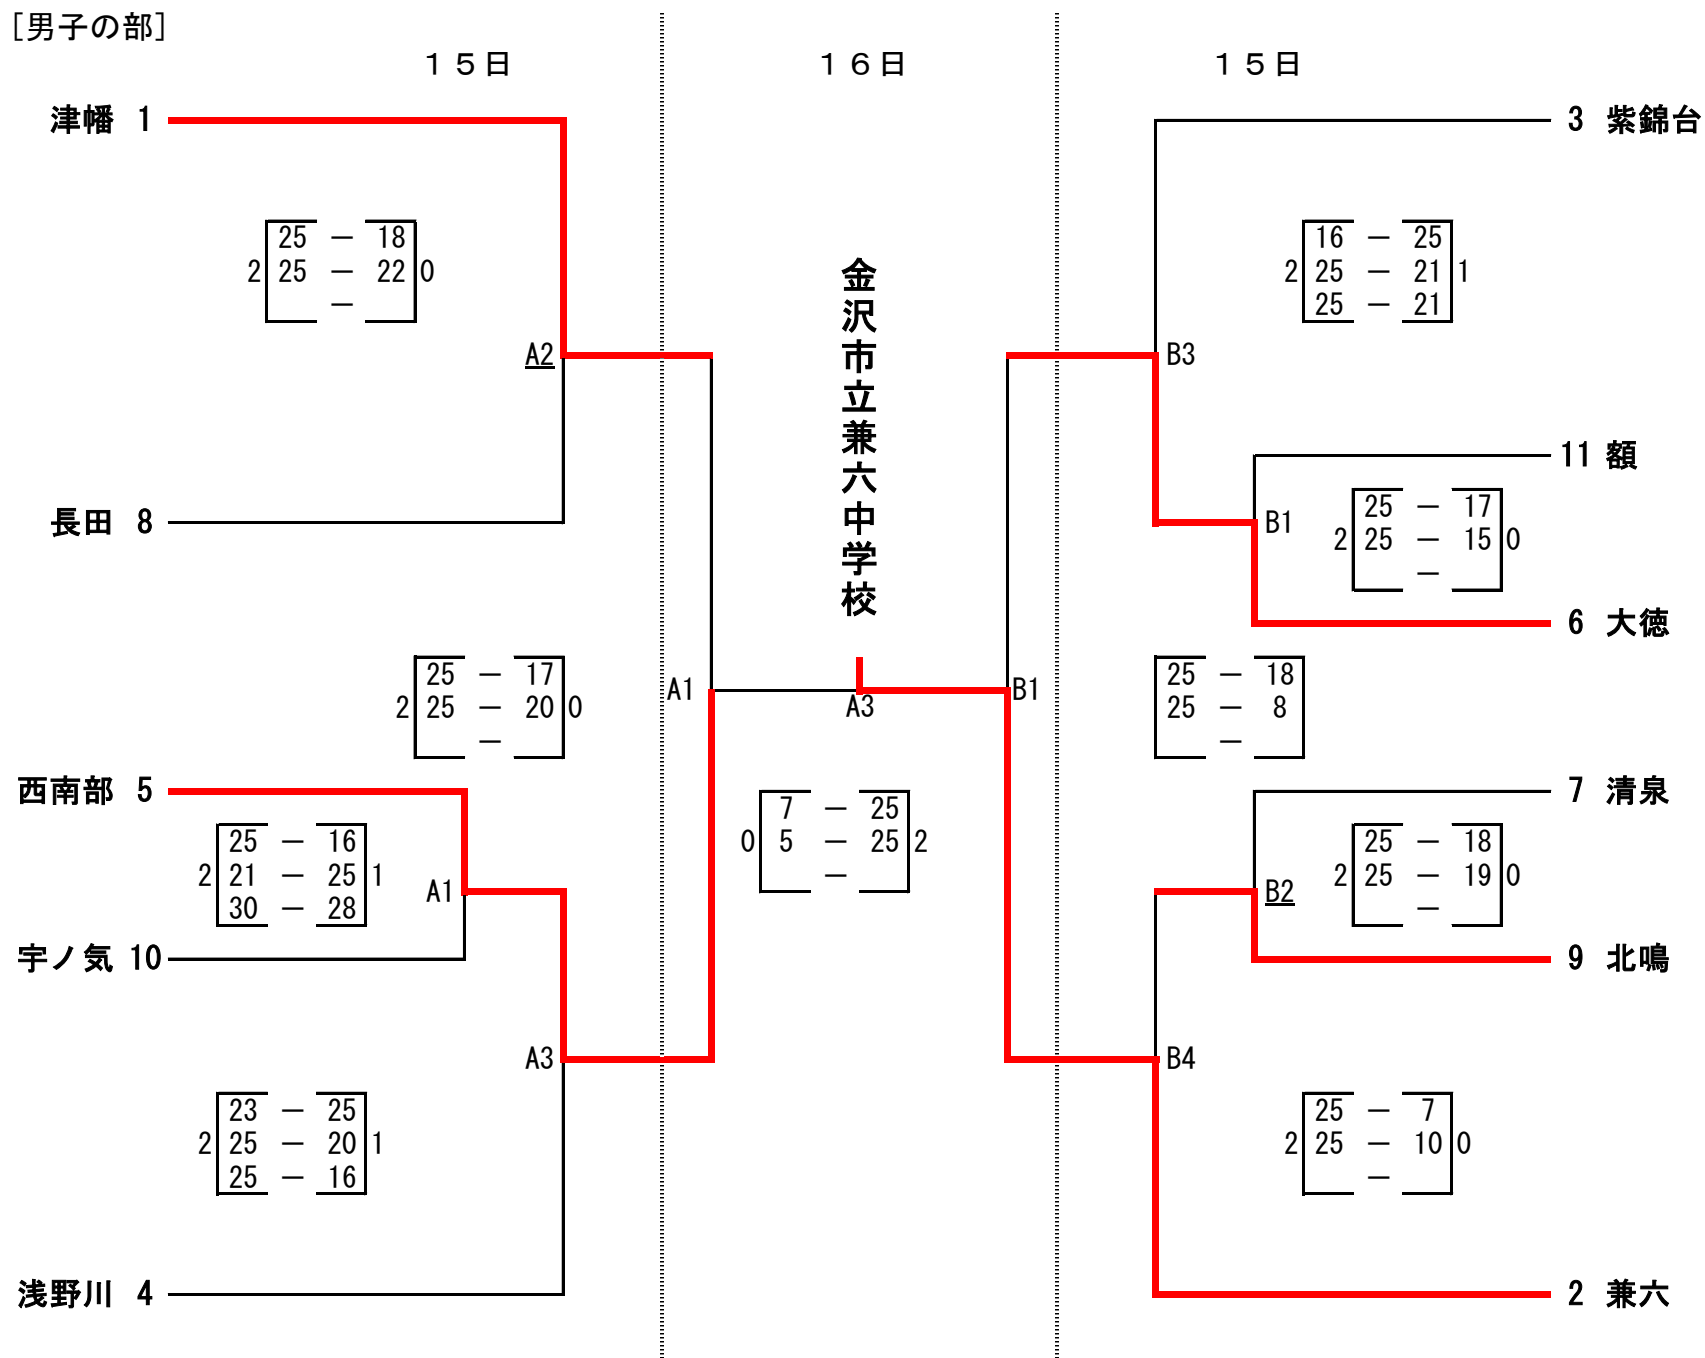 ［男子の部］
１５日 １６日 １５日
津幡 1
3 紫錦台
25 － 18
2 25 － 22 0
－
16 － 25
2 25 － 21 1
25 － 21
金沢市立兼六中学校
A2
B3
11 額
長田 8
B1
25 － 17
2 25 － 15 0
－
6 大徳
25 － 17
2 25 － 20 0
－
A1
A3
B1
25 － 18
25 － 8
－
西南部 5
7 清泉
25 － 16
2 21 － 25 1
30 － 28
A1
7 － 25
0 5 － 25 2
－
B2
25 － 18
2 25 － 19 0
－
宇ノ気 10
9 北鳴
A3
B4
23 － 25
2 25 － 20 1
25 － 16
25 － 7
2 25 － 10 0
－
浅野川 4
2 兼六